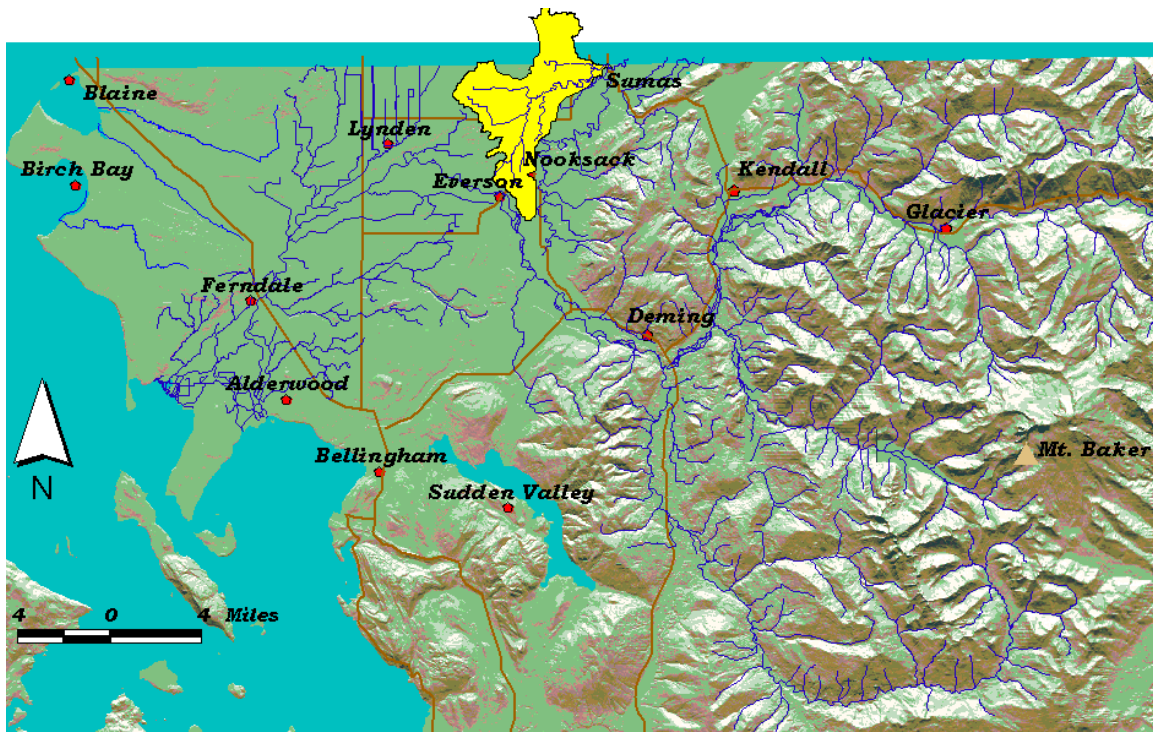 Sumas
Blaine
Lynden
Nooksack
Birch Bay
Everson
Kendall
Glacier
Ferndale
Deming
Alderwood
Mt. Baker
Bellingham
N
Sudden Valley
4 0 4 Miles